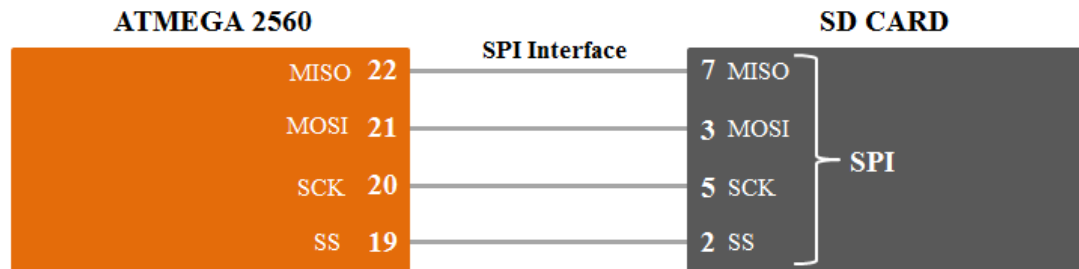 ATMEGA 2560 SD CARD
SPI Interface
MISO 22 7 MISO
MOSI 21 3 MOSI
SPI
SCK 20 5 SCK
SS 19 2 SS